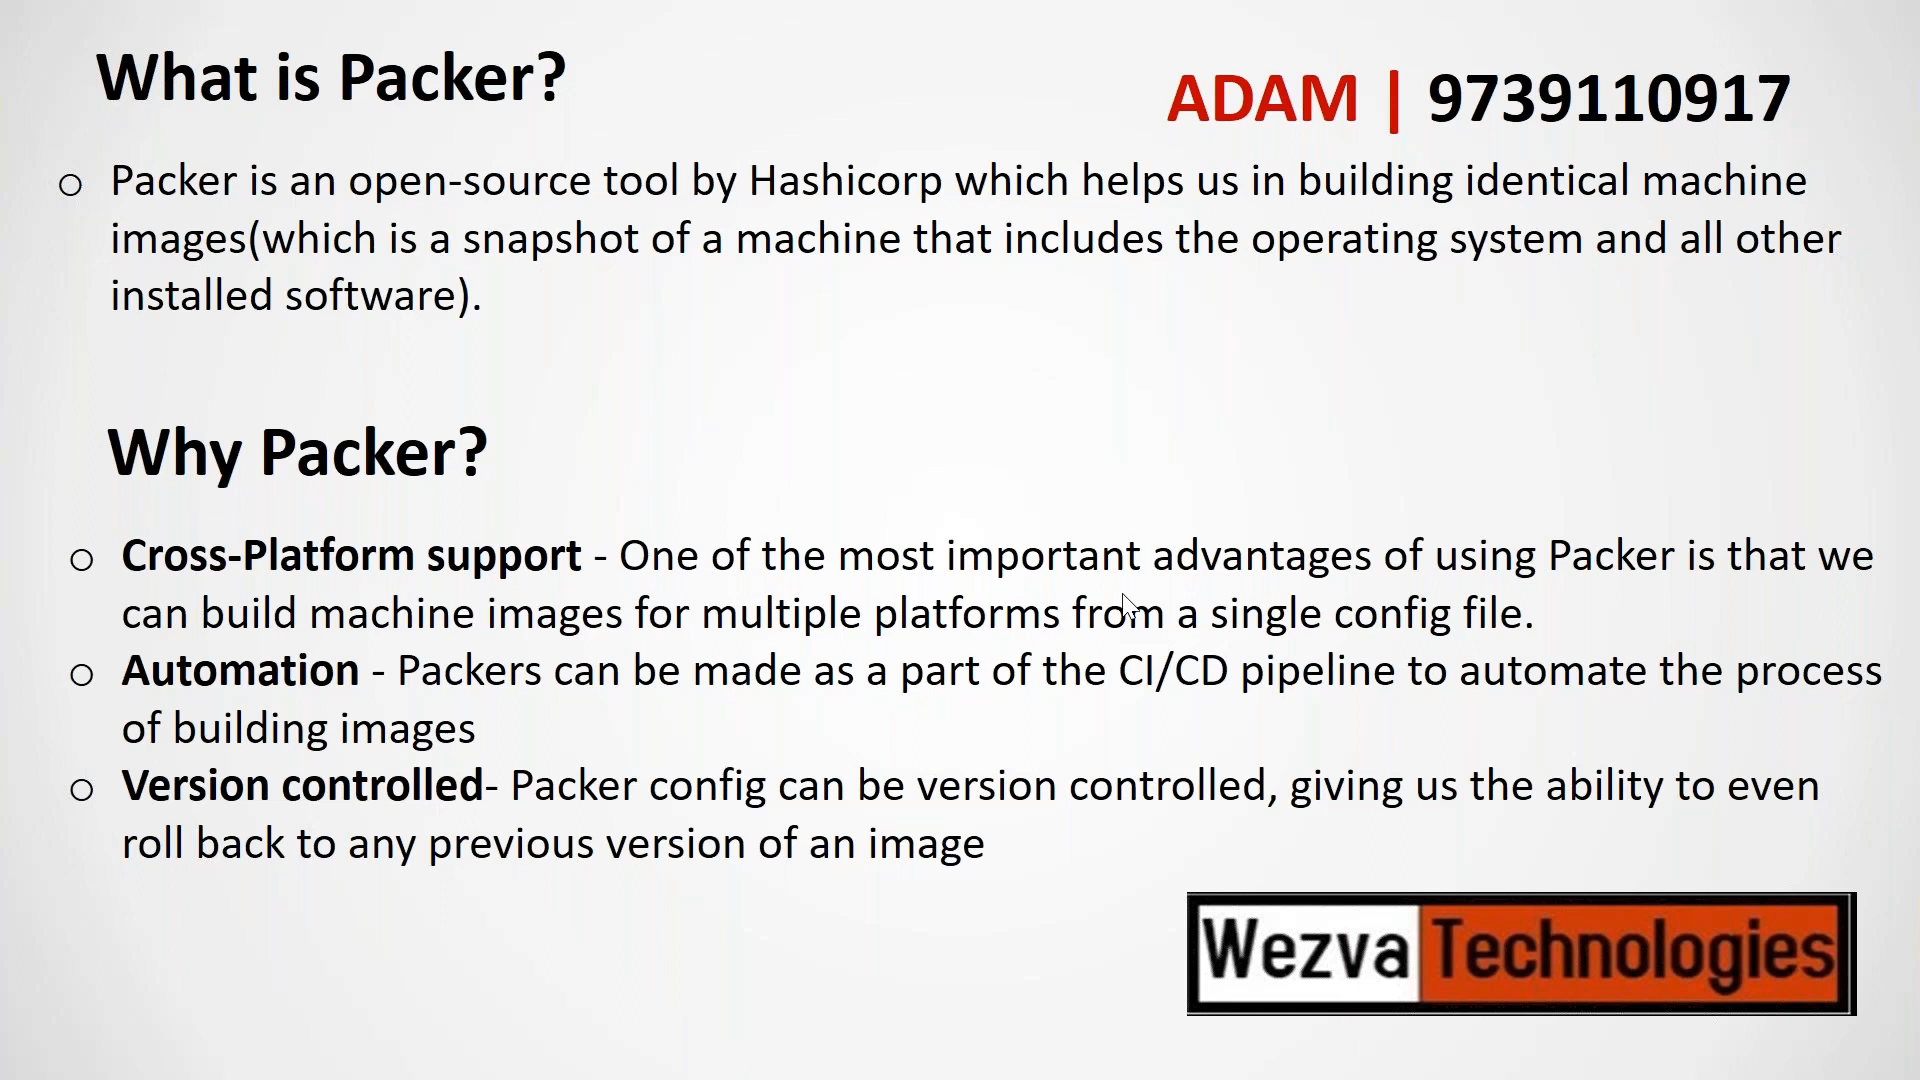 What is Packer?
ADAM | 9739110917
○ Packer is an open-source tool by Hashicorp which helps us in building identical machine
images(which is a snapshot of a machine that includes the operating system and all other
installed software).
Why Packer?
○ Cross-Platform support - One of the most important advantages of using Packer is that we
can build machine images for multiple platforms from a single config file.
○ Automation - Packers can be made as a part of the CI/CD pipeline to automate the process
of building images
○ Version controlled- Packer config can be version controlled, giving us the ability to even
roll back to any previous version of an image
Wezva Technologies